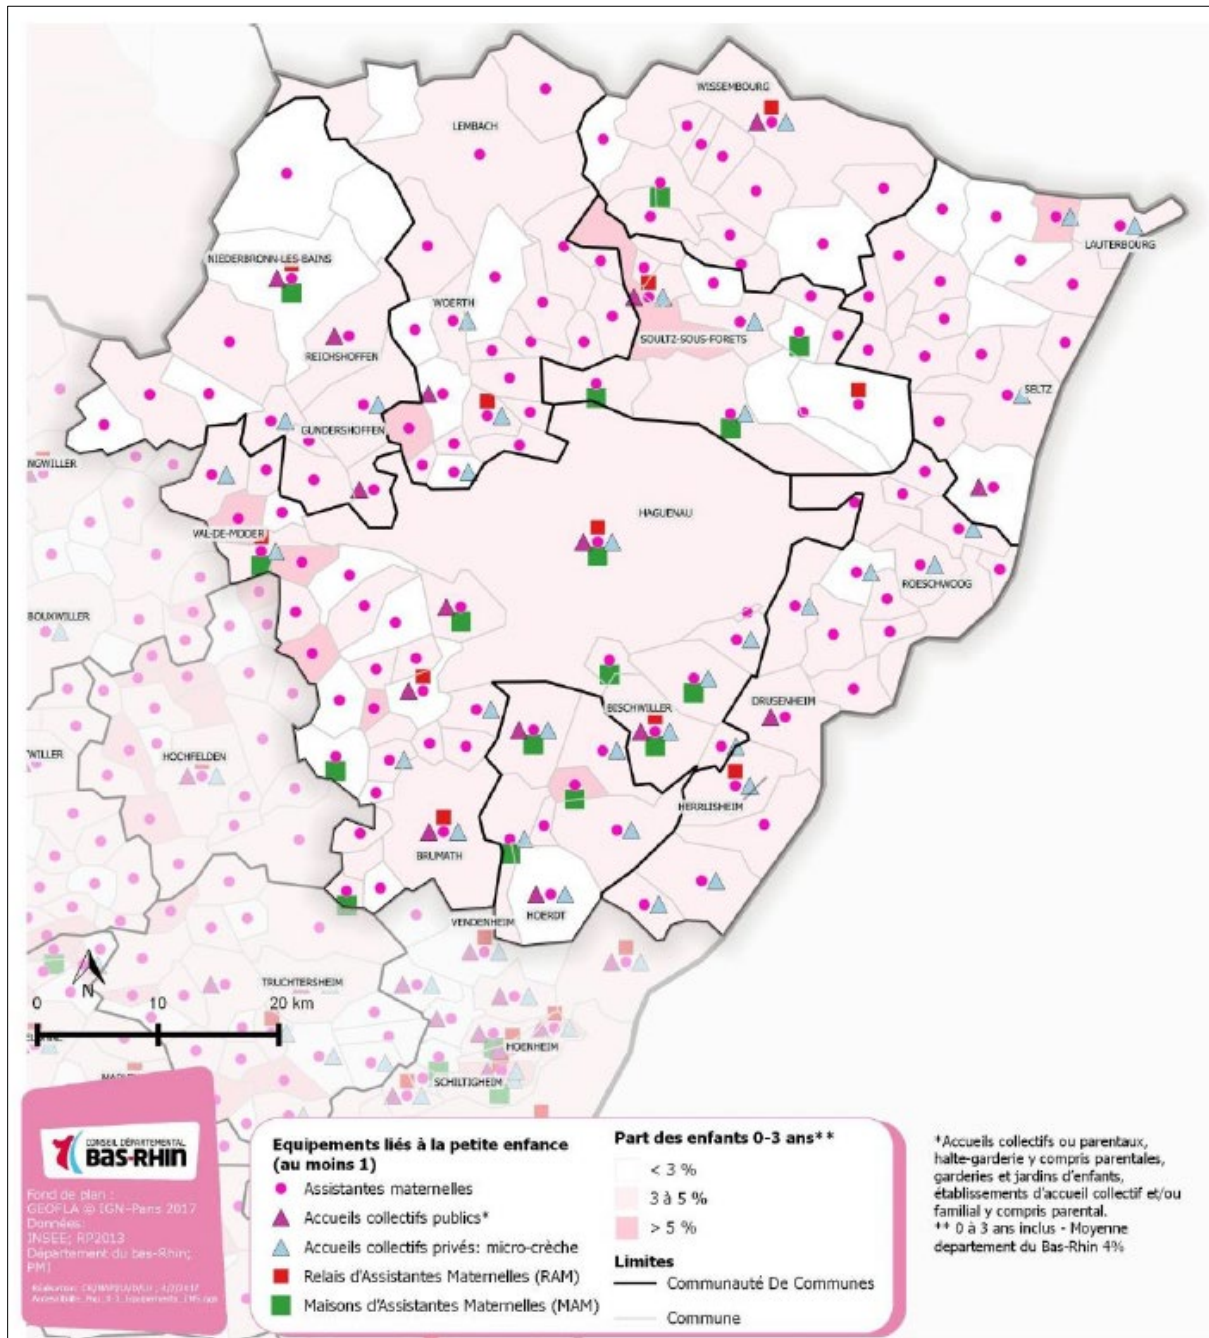 WISSEMBOURG
LEMBACH
LAUTERBOURG
NIEDERBRONN-LES-BAINS
WOERTH
SOULTZ-SOUS-FORETS
REICHSHOFFEN
SELTZ
GUNDERSHOFFEN
NGWILLER
HAGUENAU
VAL-DE-MODER
ROESCHWOOG
BOUXWILLER
DRUSENHEIM
BISCHWILLER
HOCHFELDEN
HERRLISHEIM
BRUMATH
HOERDT
VENDENHEIM
TRUCHTERSHEIM
N
0 10 20 km
HOENHEIM
SCHILTIGHEIM
CONSEIL DÉPARTEMENTAL
BAS-RHIN
Fond de plan :
GEOFLA © IGN-Paris 2017
Données:
INSEE; RP2013
Département du bas-Rhin;
PMI
Equipements liés à la petite enfance
(au moins 1)
Assistantes maternelles
Accueils collectifs publics*
Accueils collectifs privés: micro-crèche
Relais d'Assistantes Maternelles (RAM)
Maisons d'Assistantes Maternelles (MAM)
Part des enfants 0-3 ans**
< 3 %
3 à 5 %
> 5 %
Limites
Communauté De Communes
Commune
*Accueils collectifs ou parentaux,
halte-garderie y compris parentales,
garderies et jardins d'enfants,
établissements d'accueil collectif et/ou
familial y compris parental.
** 0 à 3 ans inclus - Moyenne
departement du Bas-Rhin 4%